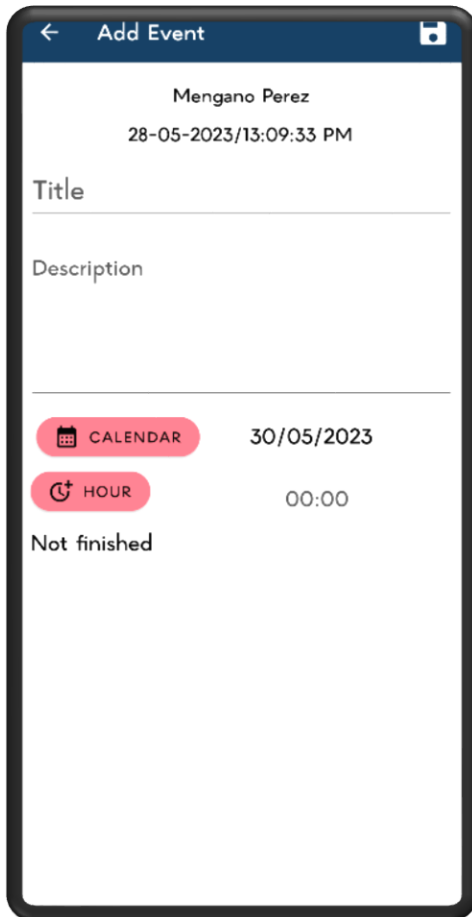 Add Event
Mengano Perez
28-05-2023/13:09:33 PM
Title
Description
CALENDAR 30/05/2023
HOUR 00:00
Not finished